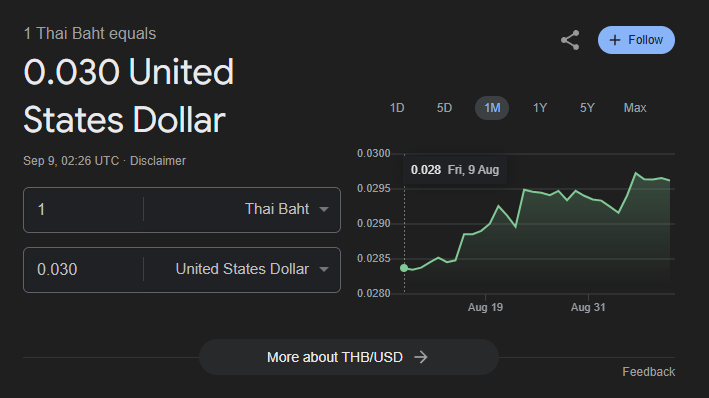 1 Thai Baht equals
0.030 United
States Dollar
Sep 9, 02:26 UTC · Disclaimer
1 Thai Baht
0.030 United States Dollar
Follow
1D 5D 1M 1Y 5Y Max
0.0300
0.028 Fri, 9 Aug
0.0295
0.0290
0.0285
0.0280
Aug 19 Aug 31
More about THB/USD
Feedback